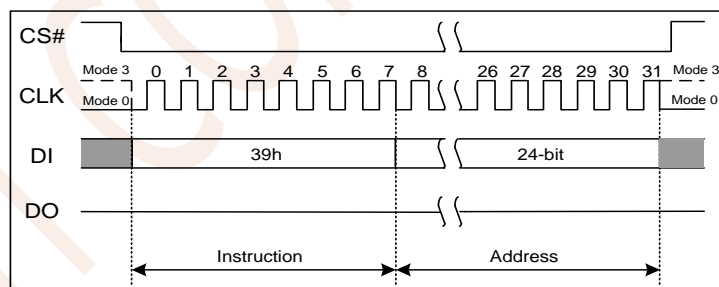 CS#
Mode 3 0 1 2 3 4 5 6 7 8 26 27 28 29 30 31 Mode 3
CLK
Mode 0 Mode 0
DI 39h 24-bit
DO
Instruction Address